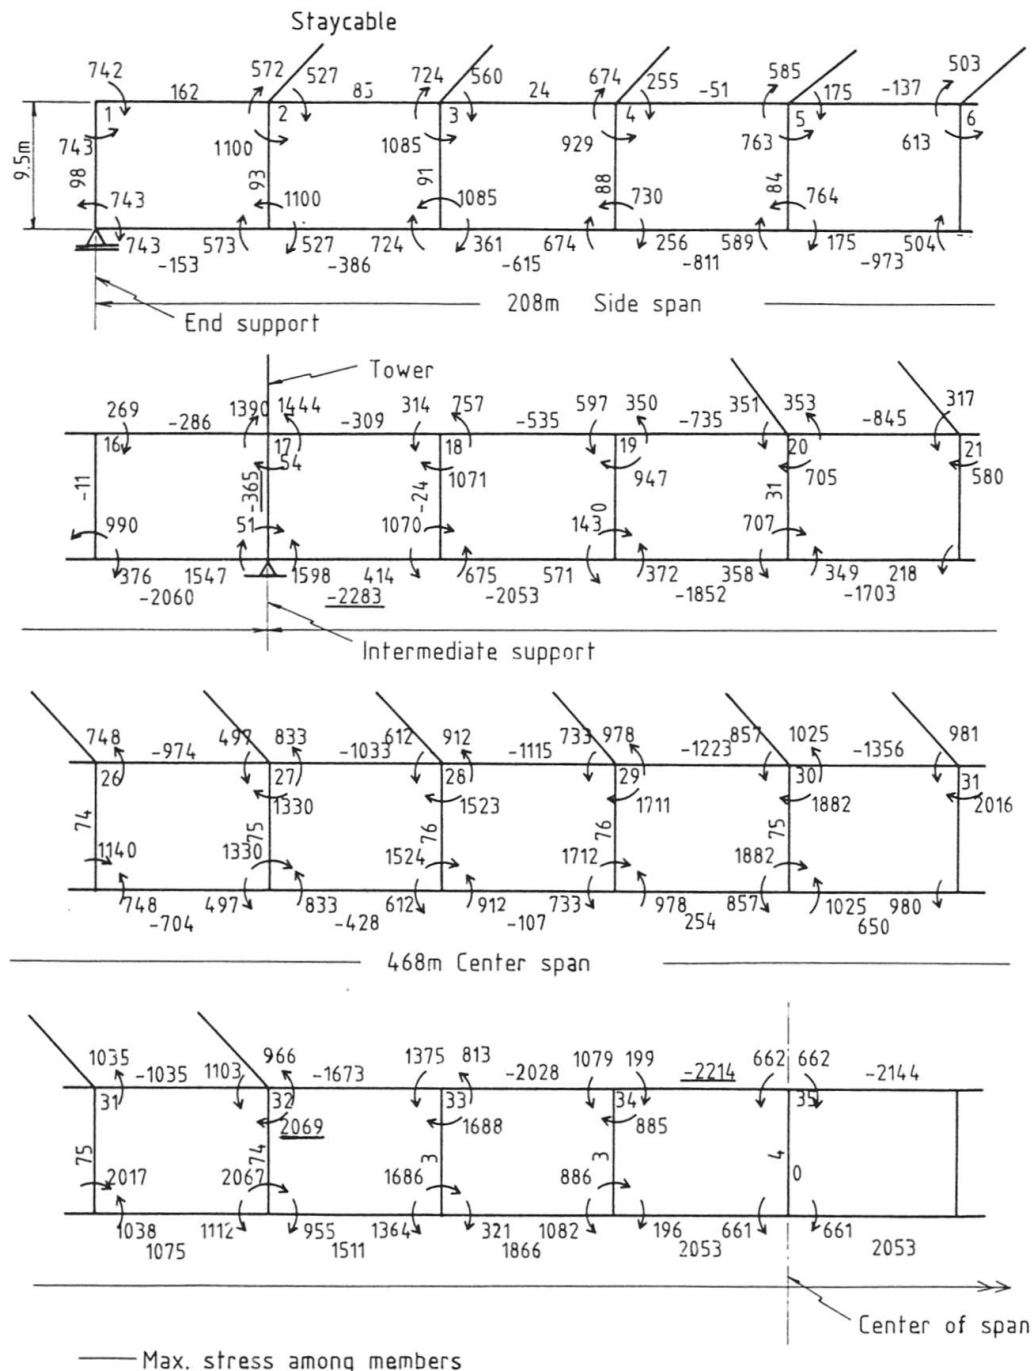 Staycable
742 572 527 724 560 674 255 585 503
162 85 24 -51 175 -137
1 2 3 4 5 6
9.5m
743 1100 1085 929 763 613
98 93 91 88 84
743 1100 1085 730 764
743 573 527 724 361 674 256 589 175 504
-153 -386 -615 -811 -973
208m Side span
End support
Tower
269 1390 1444 314 757 597 350 351 353 317
-286 -309 -535 -735 -845
16 17 18 19 20 21
54 1071 947 705 580
-11 -365 -24 0 31
990 51 1070 143 707
376 1547 1598 414 675 571 372 358 349 218
-2060 -2283 -2053 -1852 -1703
Intermediate support
748 497 833 612 912 733 978 857 1025 981
-974 -1033 -1115 -1223 -1356
26 27 28 29 30 31
1330 1523 1711 1882 2016
74 75 76 76 75
1140 1330 1524 1712 1882
748 497 833 612 912 733 978 857 1025 980
-704 -428 -107 254 650
468m Center span
1035 1103 966 1375 813 1079 199 662 662
-1035 -1673 -2028 -2214 -2144
31 32 33 34 35
2069 1688 885
75 74 3 3 4
2017 2067 1686 886 0
1038 1112 955 1364 321 1082 196 661 661
1075 1511 1866 2053 2053
Center of span
Max. stress among members